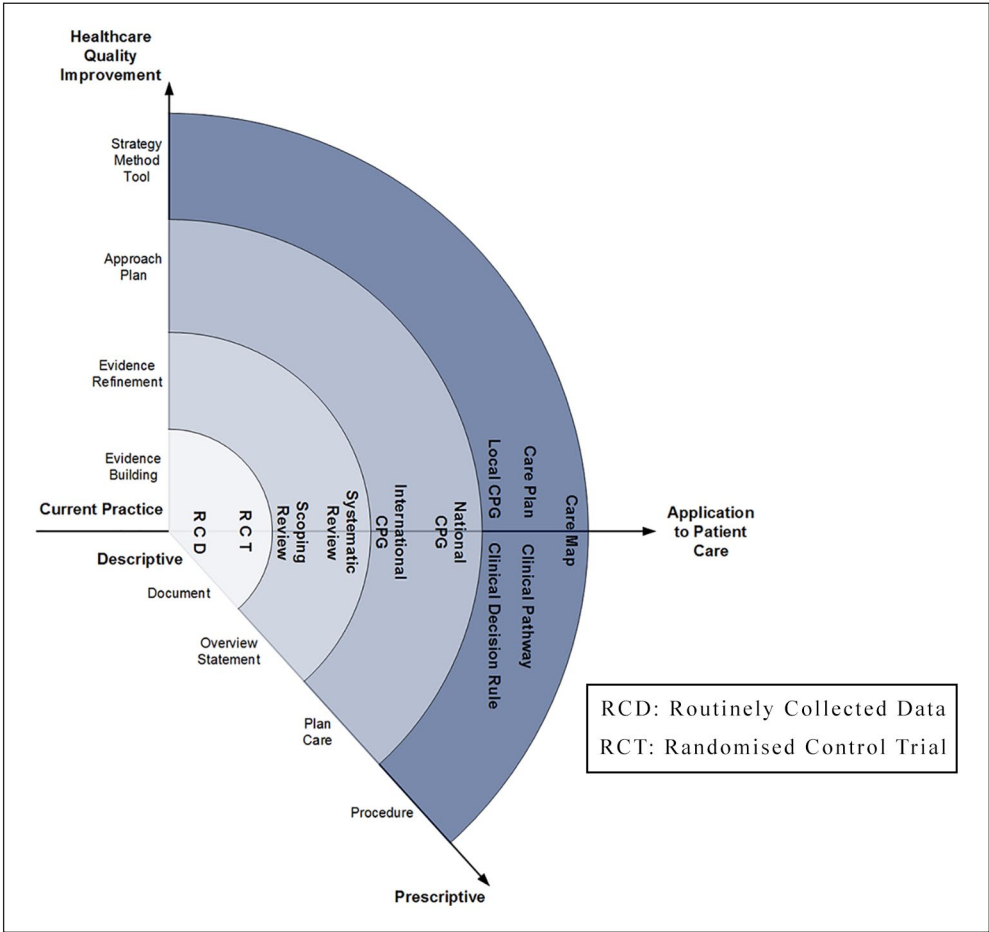 Healthcare
Quality
Improvement
Strategy
Method
Tool
Approach
Plan
Evidence
Refinement
Evidence
Building
Current Practice
Descriptive
Document
Overview
Statement
Plan
Care
Procedure
Prescriptive
RCD
RCT
Scoping
Review
Systematic
Review
International
CPG
National
CPG
Local CPG
Clinical Decision Rule
Care Plan
Clinical Pathway
Care Map
Application
to Patient
Care
RCD: Routinely Collected Data
RCT: Randomised Control Trial